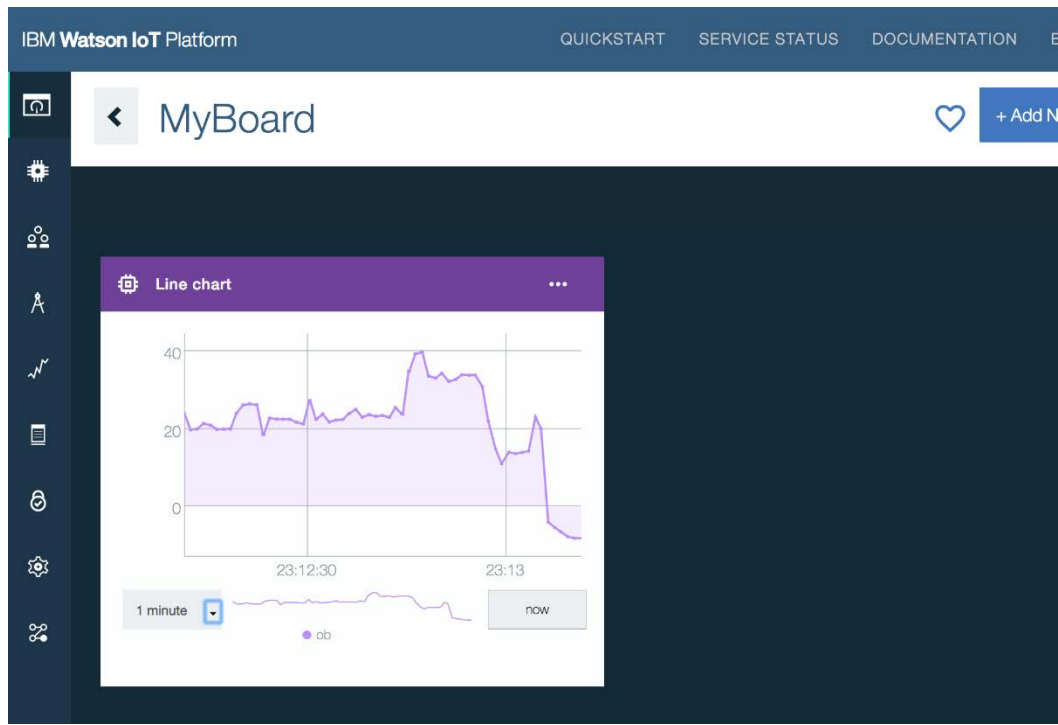 IBM Watson IoT Platform
QUICKSTART
SERVICE STATUS
DOCUMENTATION
MyBoard
+ Add N
Line chart
40
20
0
23:12:30
23:13
1 minute
now
ob